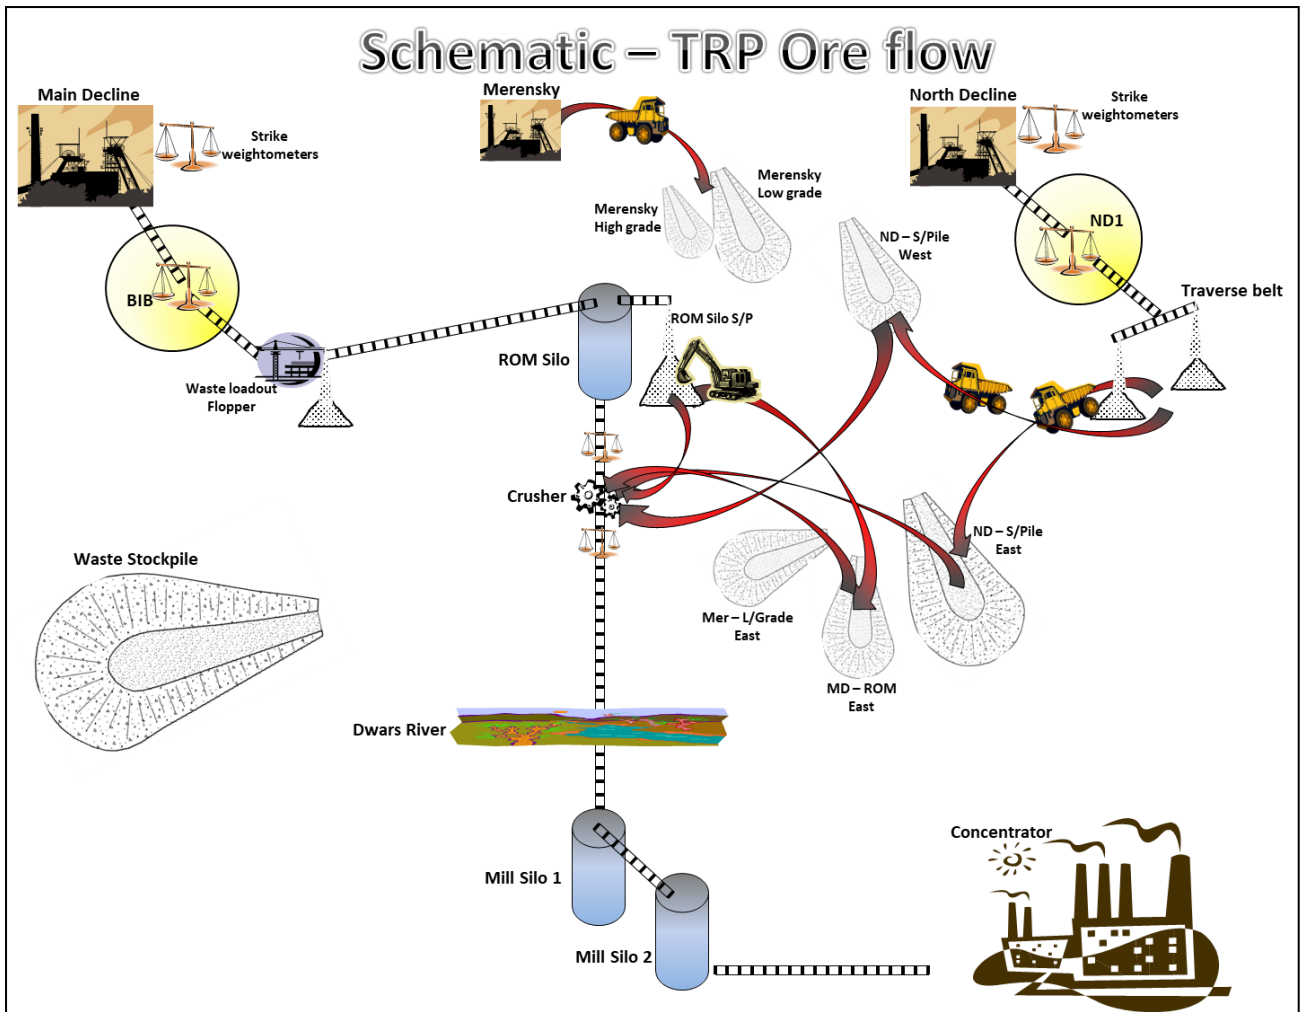 Schematic – TRP Ore flow
Main Decline
Strike
weightometers
Merensky
North Decline
Strike
weightometers
Merensky
Low grade
Merensky
High grade
ND – S/Pile
West
ND1
BIB
Traverse belt
ROM Silo S/P
ROM Silo
Waste loadout
Flopper
Crusher
ND – S/Pile
East
Waste Stockpile
Mer – L/Grade
East
MD – ROM
East
Dwars River
Concentrator
Mill Silo 1
Mill Silo 2